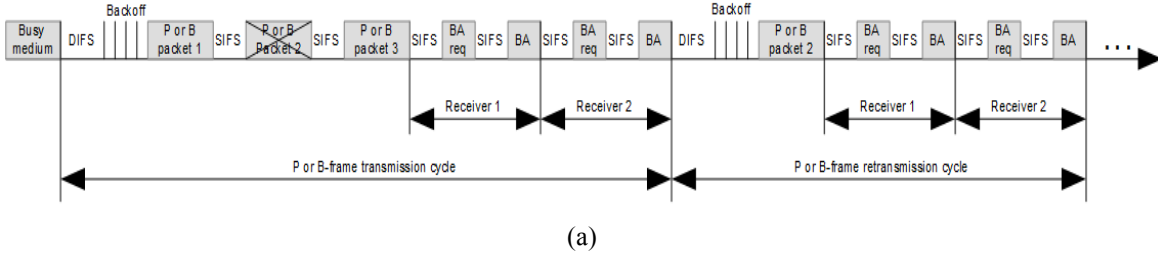 Backoff
Backoff
Busy medium DIFS P or B packet 1 SIFS P or B Packet 2 SIFS P or B packet 3 SIFS BA req SIFS BA SIFS BA req SIFS BA DIFS P or B packet 2 SIFS BA req SIFS BA SIFS BA req SIFS BA ...
Receiver 1 Receiver 2 Receiver 1 Receiver 2
P or B-frame transmission cycle P or B-frame retransmission cycle
(a)